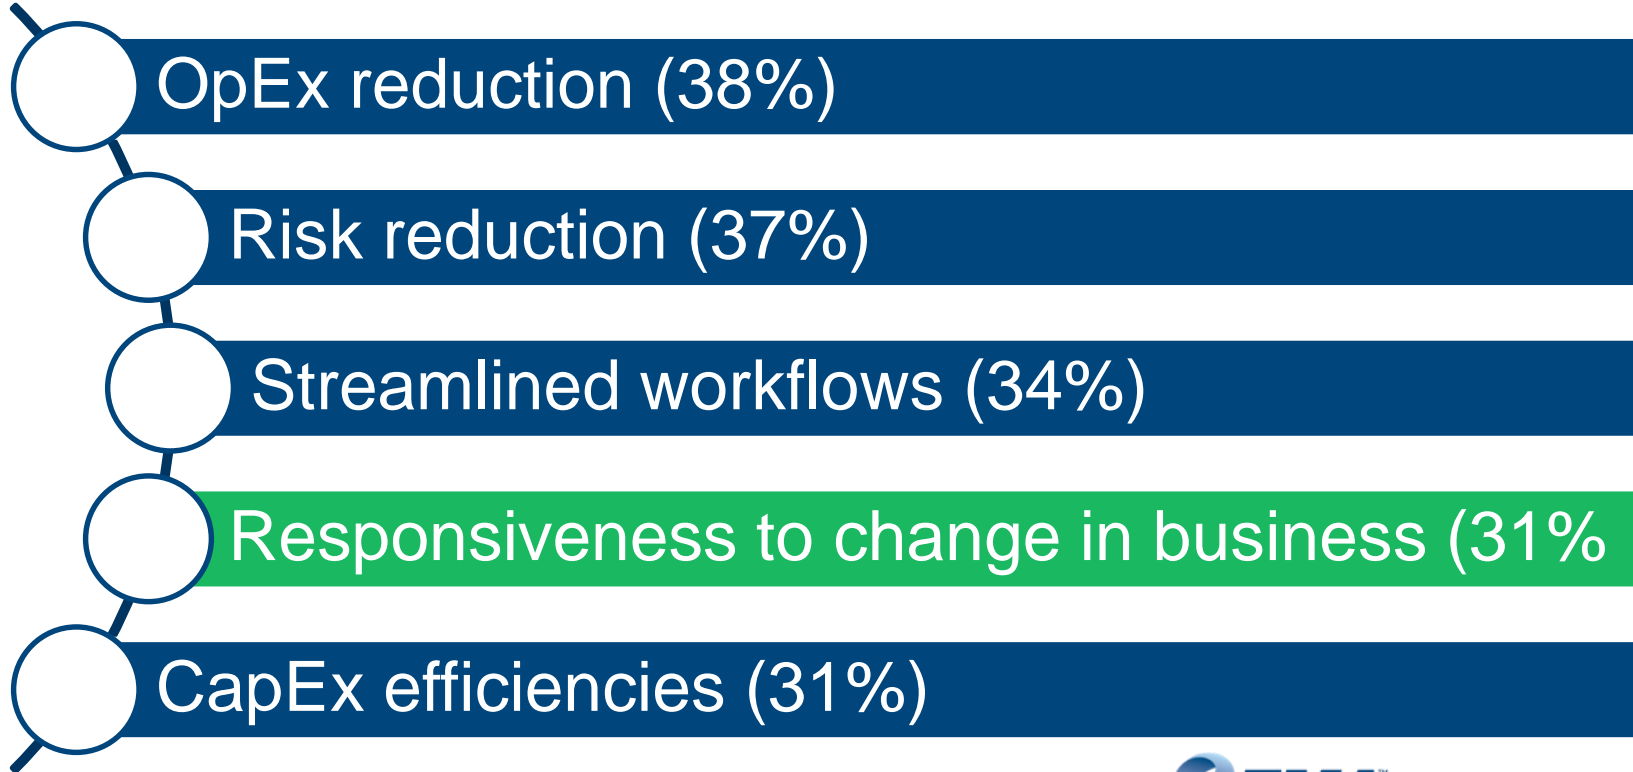 OpEx reduction (38%)
Risk reduction (37%)
Streamlined workflows (34%)
Responsiveness to change in business (31%
CapEx efficiencies (31%)